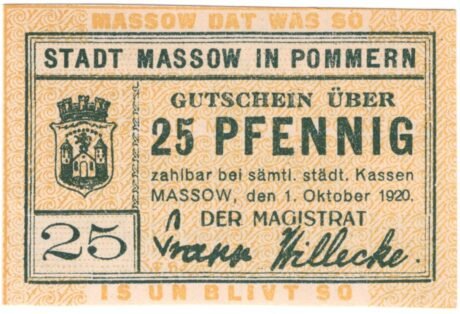 MASSOW DAT WAS SO
STADT MASSOW IN POMMERN
GUTSCHEIN ÜBER
25 PFENNIG
zahlbar bei sämtl. städt. Kassen
MASSOW, den 1. Oktober 1920.
DER MAGISTRAT
Willecke.
25
IS UN BLIVT SO